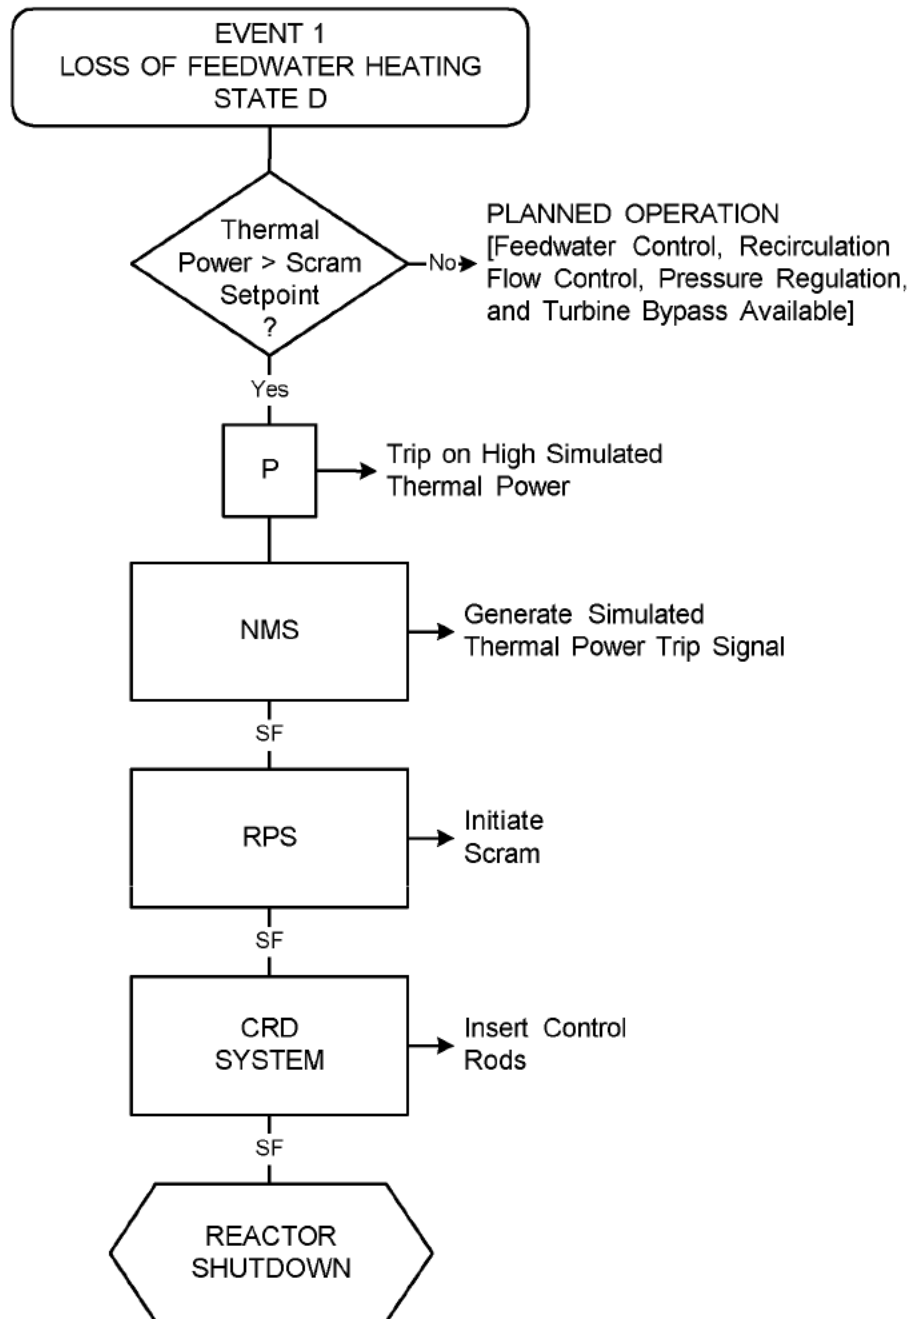 EVENT 1
LOSS OF FEEDWATER HEATING
STATE D
Thermal
Power > Scram
Setpoint
?
No
PLANNED OPERATION
[Feedwater Control, Recirculation
Flow Control, Pressure Regulation,
and Turbine Bypass Available]
Yes
P
Trip on High Simulated
Thermal Power
NMS
Generate Simulated
Thermal Power Trip Signal
SF
RPS
Initiate
Scram
SF
CRD
SYSTEM
Insert Control
Rods
SF
REACTOR
SHUTDOWN